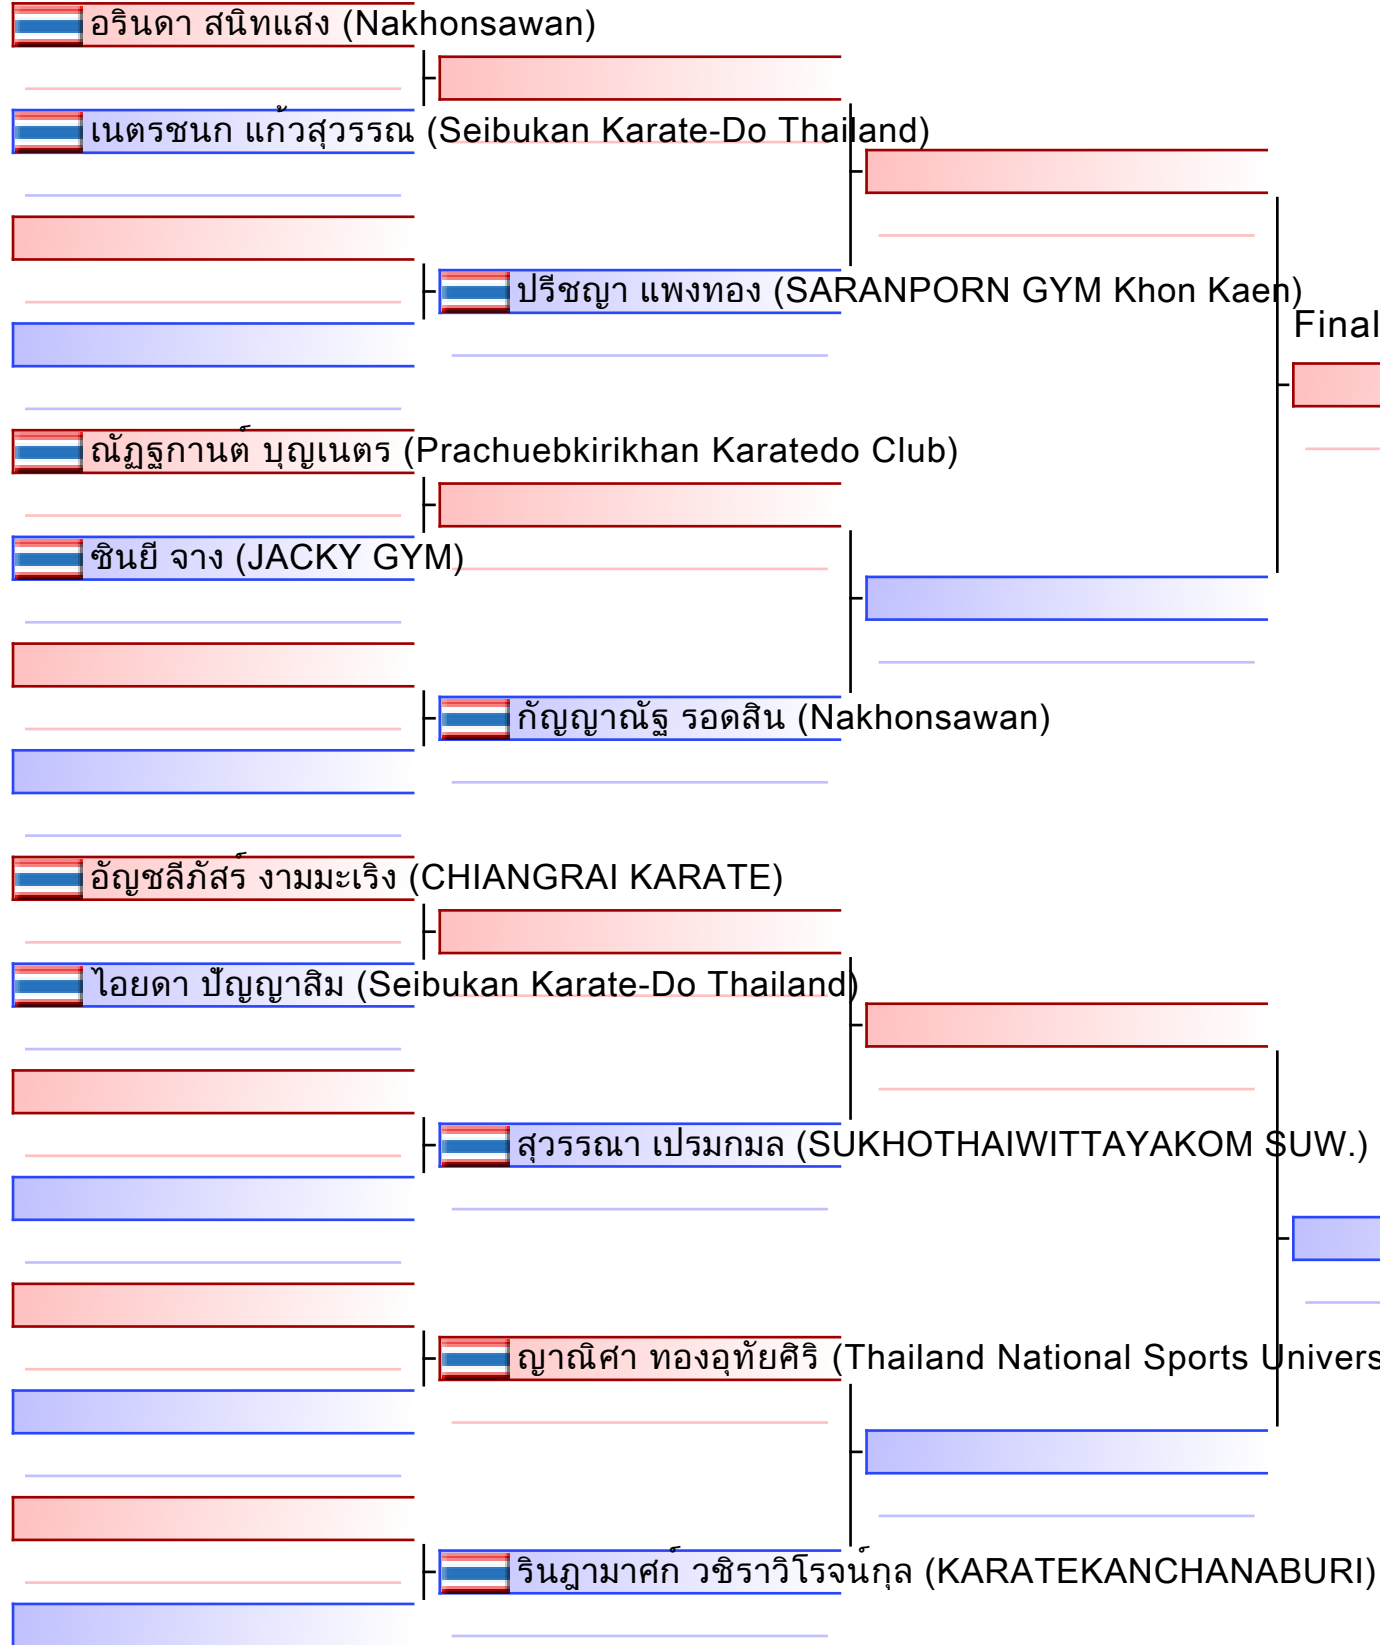 อรินดา สนิทแสง (Nakhonsawan)
เนตรชนก แก้วสุวรรณ (Seibukan Karate-Do Thailand)
ปรีชญา แพงทอง (SARANPORN GYM Khon Kaen)
Final
ณัฏฐกานต์ บุญเนตร (Prachuebkirikhan Karatedo Club)
ซินยี จาง (JACKY GYM)
กัญญาณัฐ รอดสิน (Nakhonsawan)
อัญชลีภัสร์ งามมะเริง (CHIANGRAI KARATE)
ไอยดา ปัญญาสิม (Seibukan Karate-Do Thailand)
สุวรรณา เปรมกมล (SUKHOTHAIWITTAYAKOM SUW.)
ญาณิศา ทองอุทัยศิริ (Thailand National Sports Univers
รินฎามาศก์ วชิราวิโรจน์กุล (KARATEKANCHANABURI)